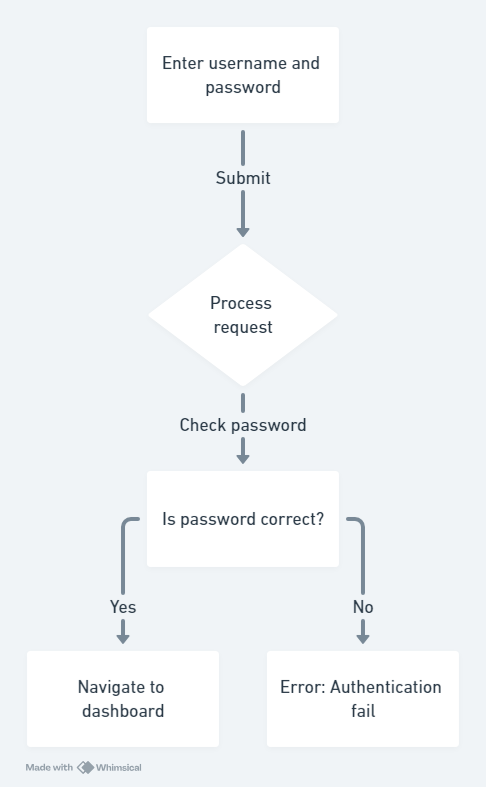 Enter username and
password
Submit
Process
request
Check password
Is password correct?
Yes
No
Navigate to
dashboard
Error: Authentication
fail
Made with Whimsical